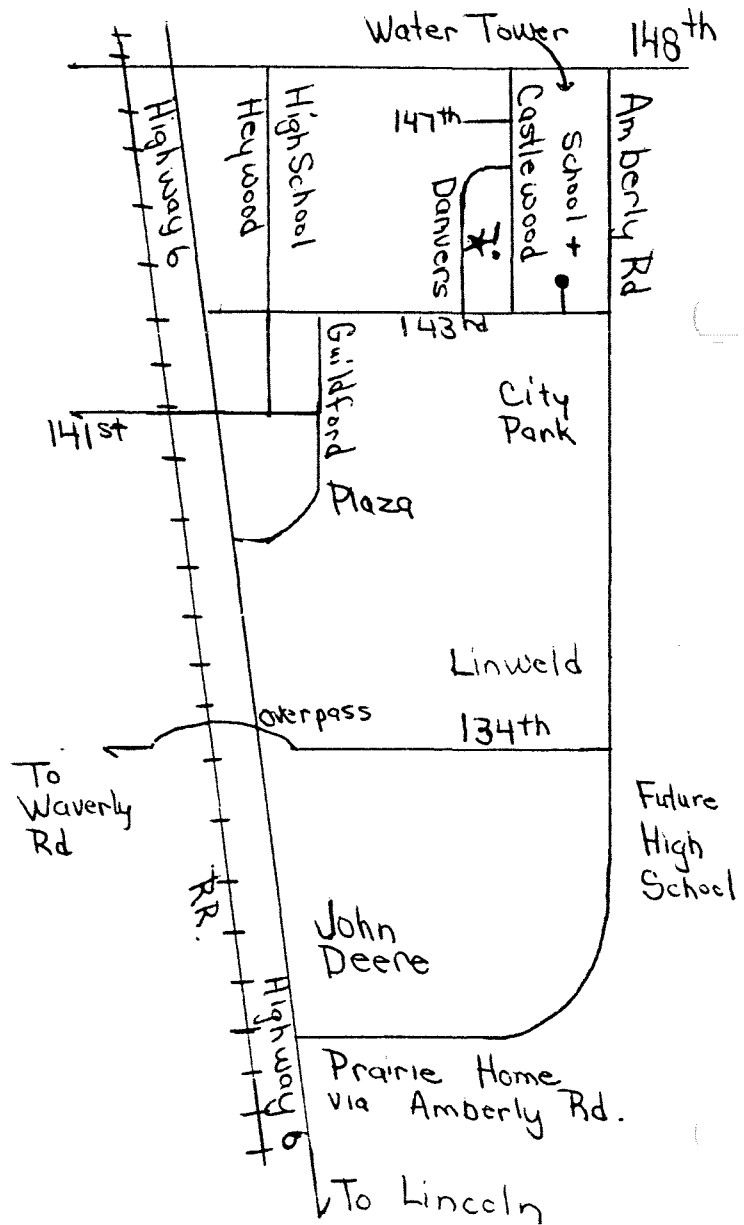 Water Tower
148th
Highway 6
Heywood
High School
147th
Danvers
Castlewood
School
Amberly Rd
143rd
Guildford
City
Park
141st
Plaza
Linweld
overpass
134th
To
Waverly
Rd
Future
High
School
R.R.
John
Deere
Highway 6
Prairie Home
via Amberly Rd.
To Lincoln